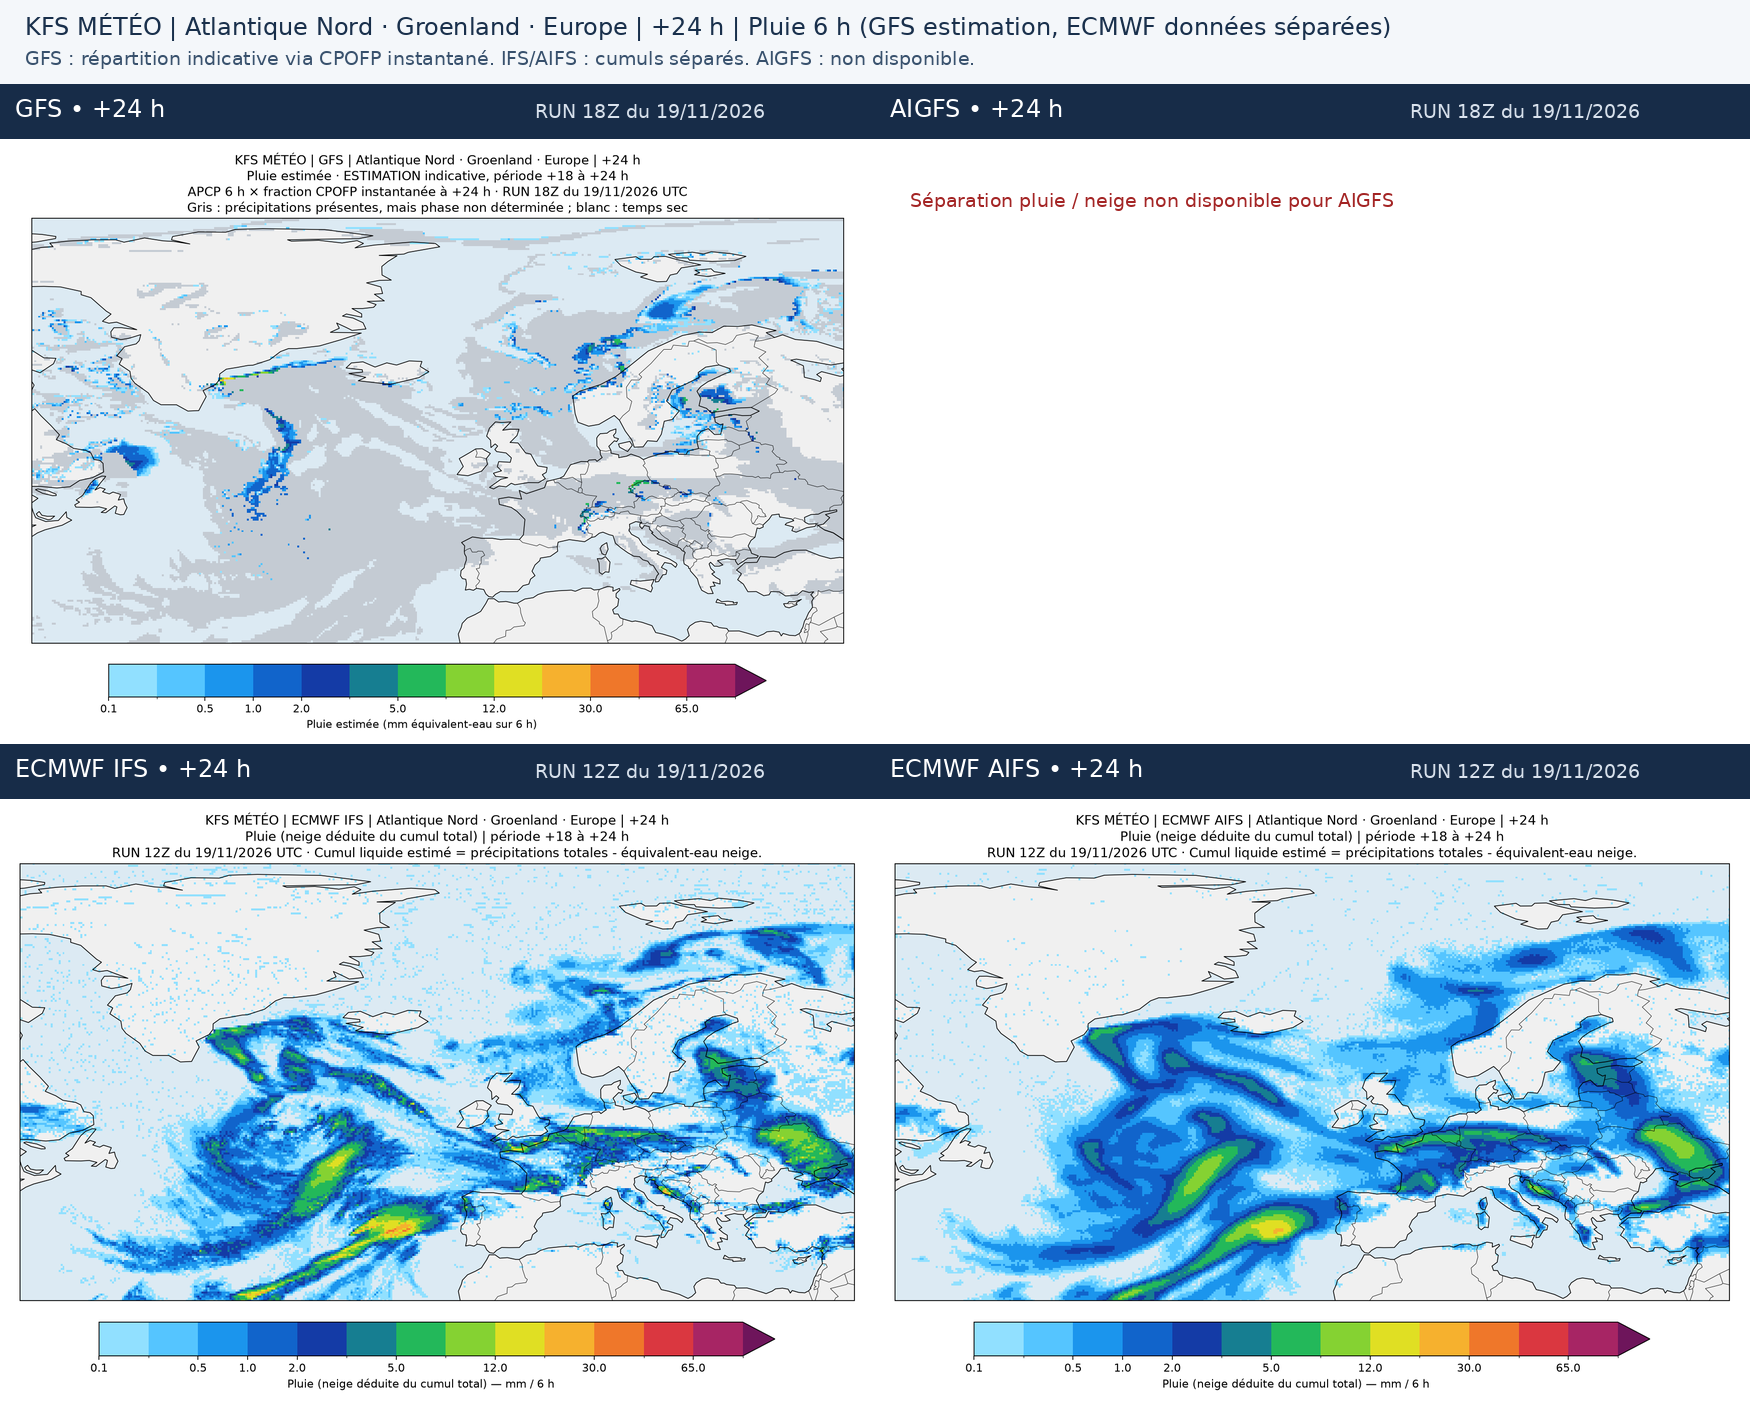 KFS MÉTÉO | Atlantique Nord · Groenland · Europe | +24 h | Pluie 6 h (GFS estimation, ECMWF données séparées)
GFS : répartition indicative via CPOFP instantané. IFS/AIFS : cumuls séparés. AIGFS : non disponible.
GFS • +24 h
RUN 18Z du 19/11/2026
AIGFS • +24 h
RUN 18Z du 19/11/2026
KFS MÉTÉO | GFS | Atlantique Nord · Groenland · Europe | +24 h
Pluie estimée · ESTIMATION indicative, période +18 à +24 h
APCP 6 h × fraction CPOFP instantanée à +24 h · RUN 18Z du 19/11/2026 UTC
Gris : précipitations présentes, mais phase non déterminée ; blanc : temps sec
Séparation pluie / neige non disponible pour AIGFS
0.1 0.5 1.0 2.0 5.0 12.0 30.0 65.0
Pluie estimée (mm équivalent-eau sur 6 h)
ECMWF IFS • +24 h
RUN 12Z du 19/11/2026
ECMWF AIFS • +24 h
RUN 12Z du 19/11/2026
KFS MÉTÉO | ECMWF IFS | Atlantique Nord · Groenland · Europe | +24 h
Pluie (neige déduite du cumul total) | période +18 à +24 h
RUN 12Z du 19/11/2026 UTC · Cumul liquide estimé = précipitations totales - équivalent-eau neige.
0.1 0.5 1.0 2.0 5.0 12.0 30.0 65.0
Pluie (neige déduite du cumul total) — mm / 6 h
KFS MÉTÉO | ECMWF AIFS | Atlantique Nord · Groenland · Europe | +24 h
Pluie (neige déduite du cumul total) | période +18 à +24 h
RUN 12Z du 19/11/2026 UTC · Cumul liquide estimé = précipitations totales - équivalent-eau neige.
0.1 0.5 1.0 2.0 5.0 12.0 30.0 65.0
Pluie (neige déduite du cumul total) — mm / 6 h